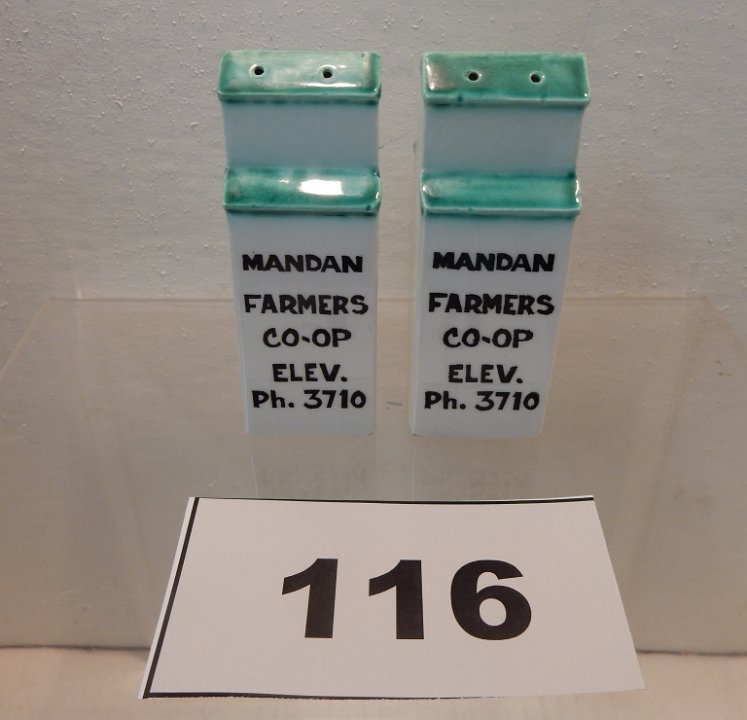 MANDAN
FARMERS
CO-OP
ELEV.
Ph. 3710
MANDAN
FARMERS
CO-OP
ELEV.
Ph. 3710
116